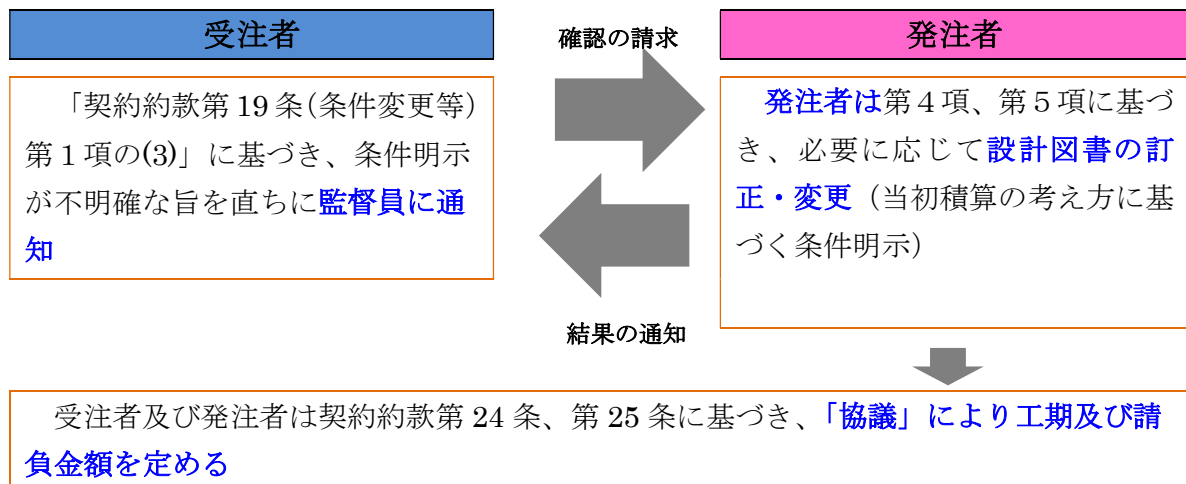 受注者
確認の請求
発注者
「契約約款第 19 条(条件変更等)
第1項の(3)」に基づき、条件明示
が不明確な旨を直ちに監督員に通
知
発注者は第4項、第5項に基づ
き、必要に応じて設計図書の訂
正・変更（当初積算の考え方に基
づく条件明示）
結果の通知
受注者及び発注者は契約約款第 24 条、第 25 条に基づき、「協議」により工期及び請
負金額を定める